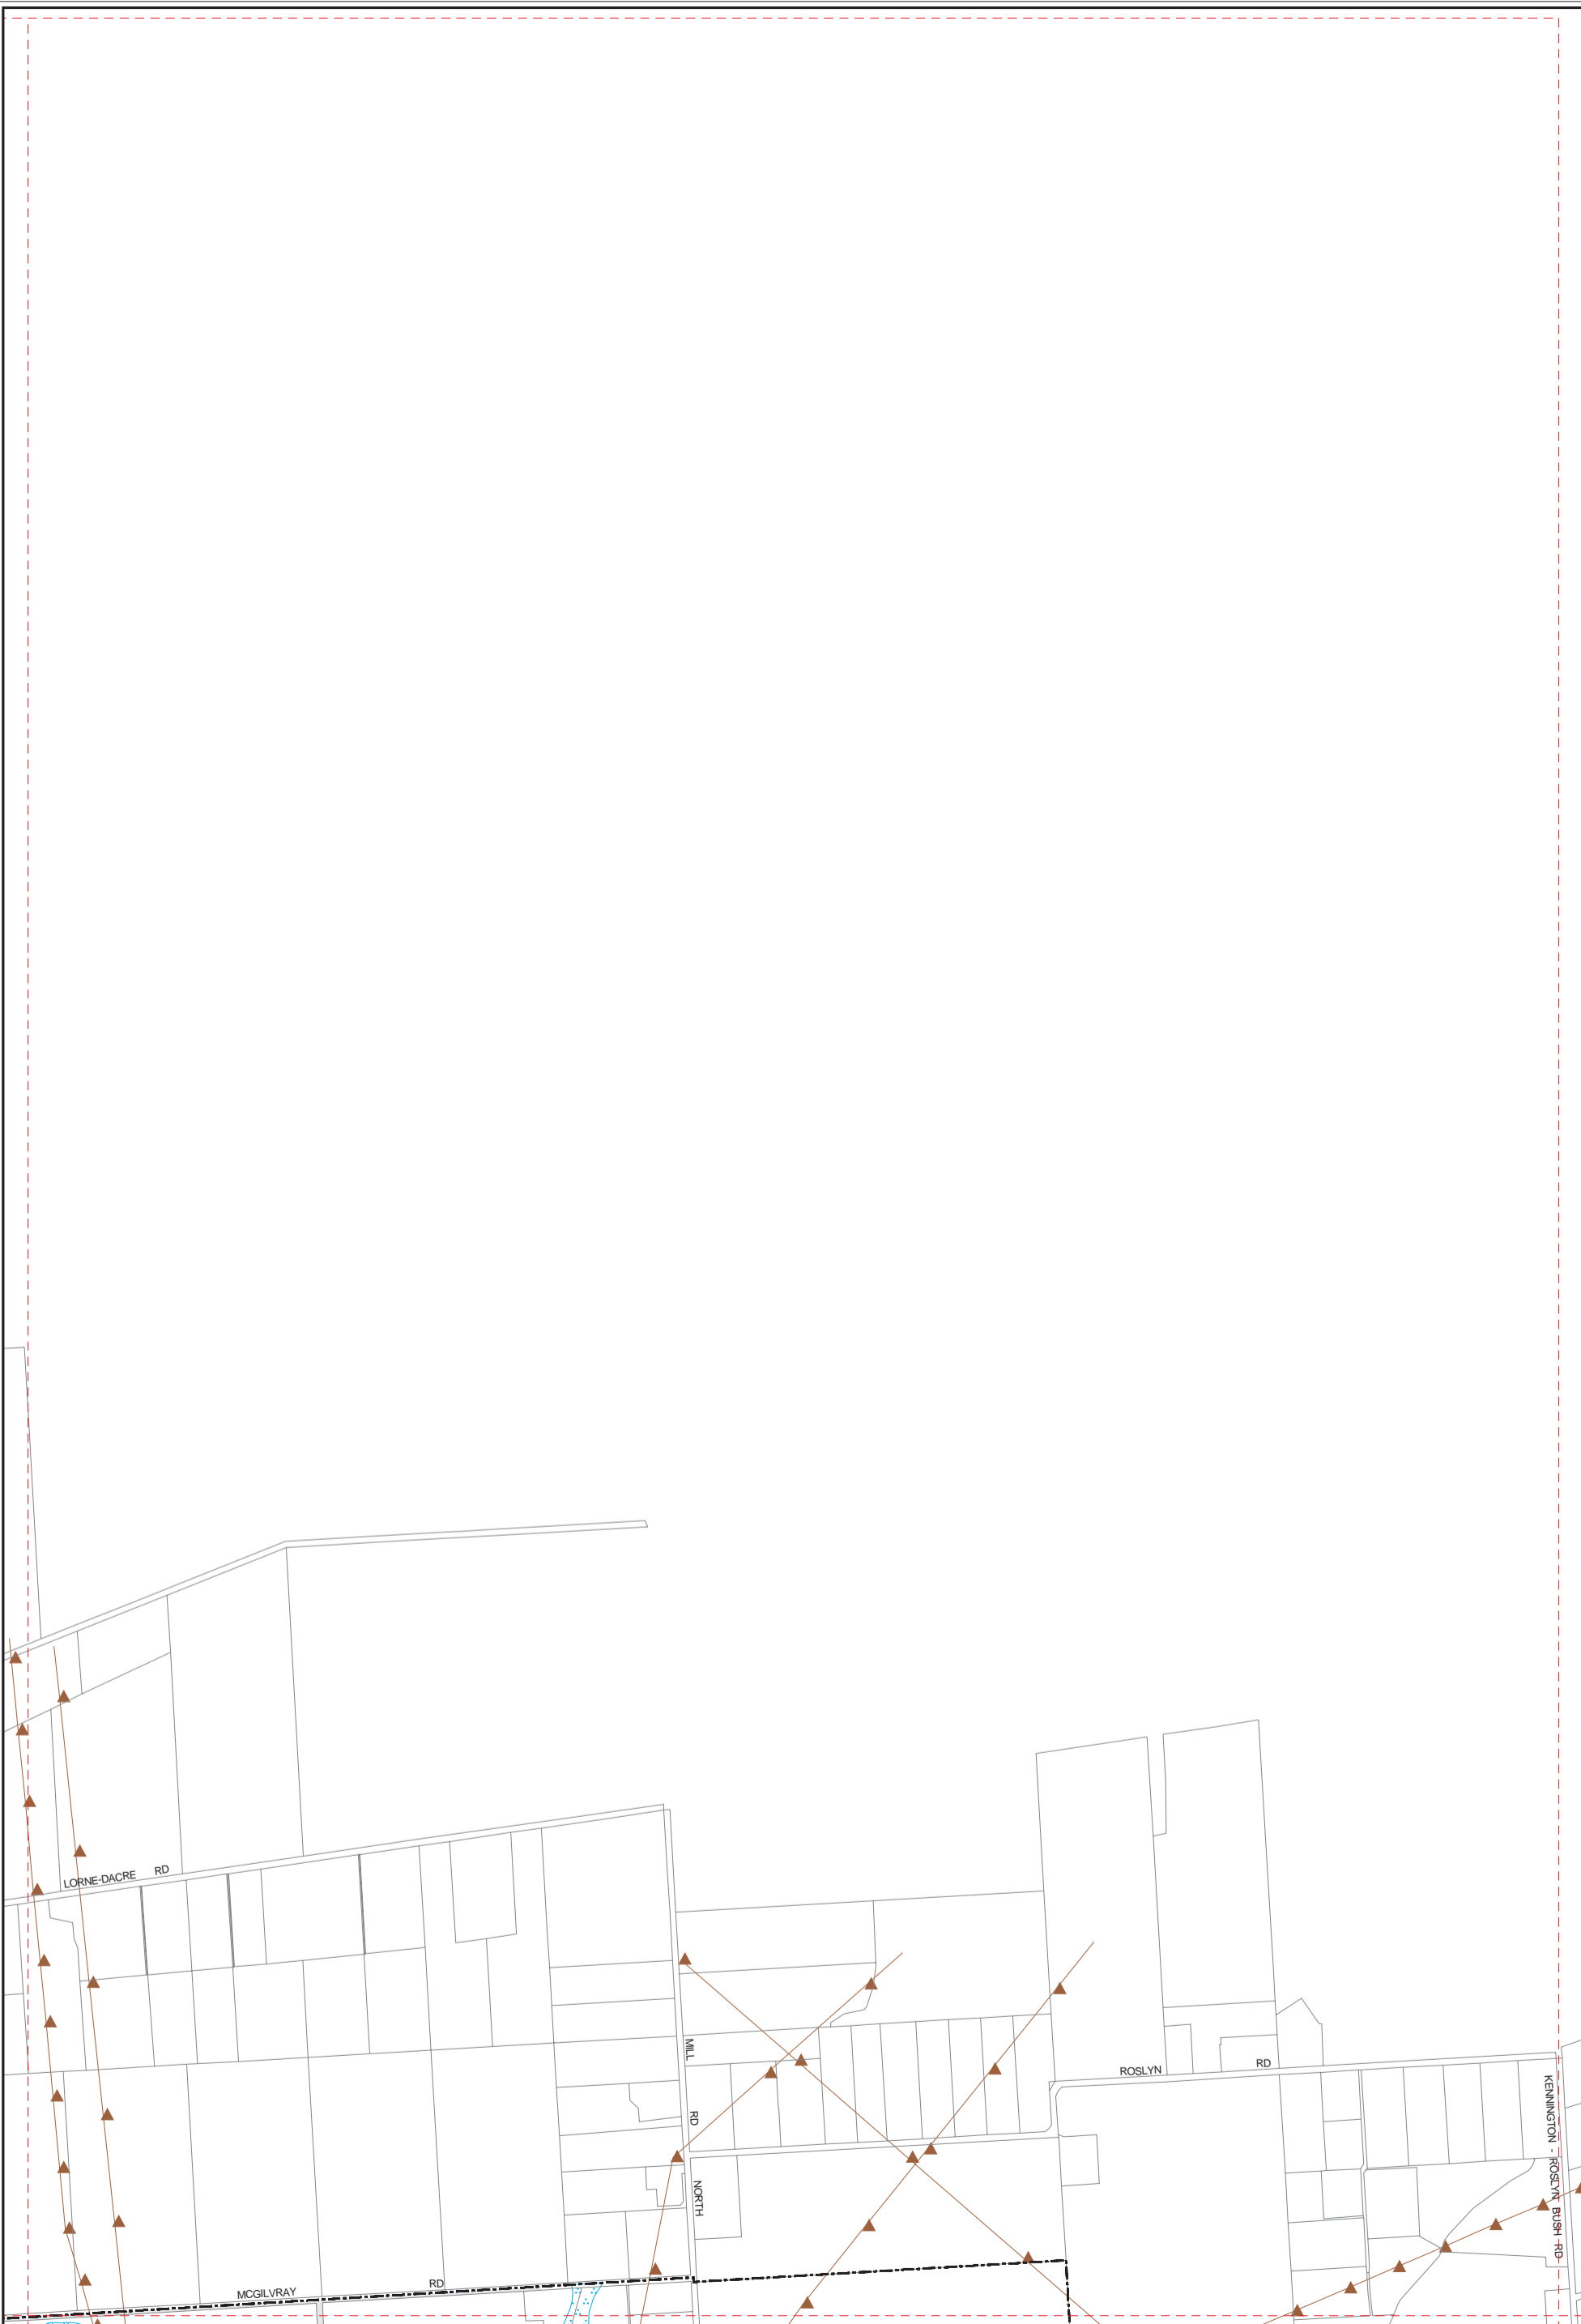 LORNE-DACRE RD
MILL RD NORTH
ROSLYN RD
KENNINGTON - ROSLYN BUSH RD
MCGILVRAY RD